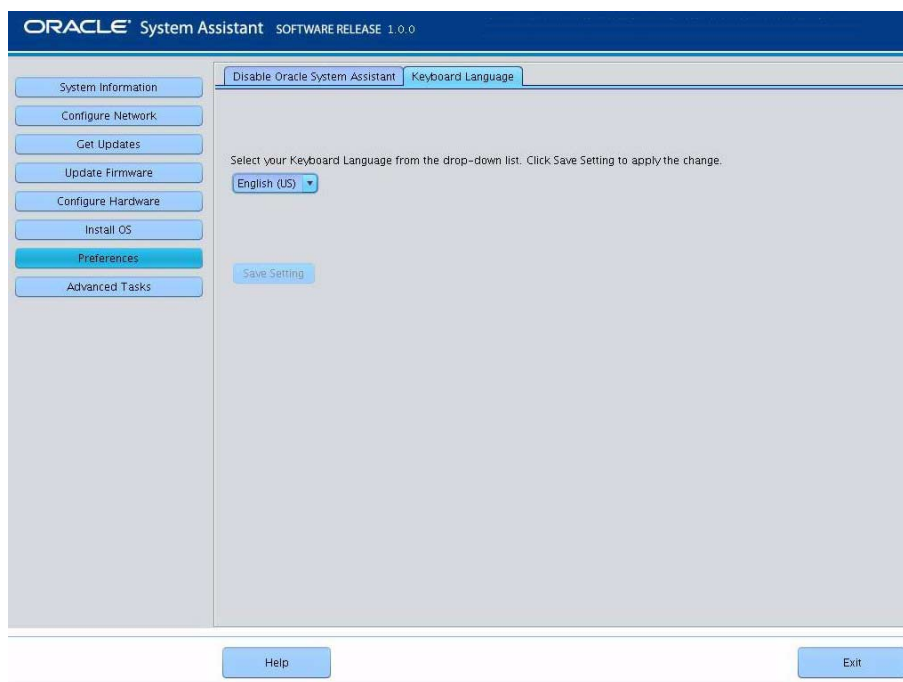 ORACLE System Assistant SOFTWARE RELEASE 1.0.0
System Information
Configure Network
Get Updates
Update Firmware
Configure Hardware
Install OS
Preferences
Advanced Tasks
Disable Oracle System Assistant
Keyboard Language
Select your Keyboard Language from the drop-down list. Click Save Setting to apply the change.
English (US)
Save Setting
Help
Exit